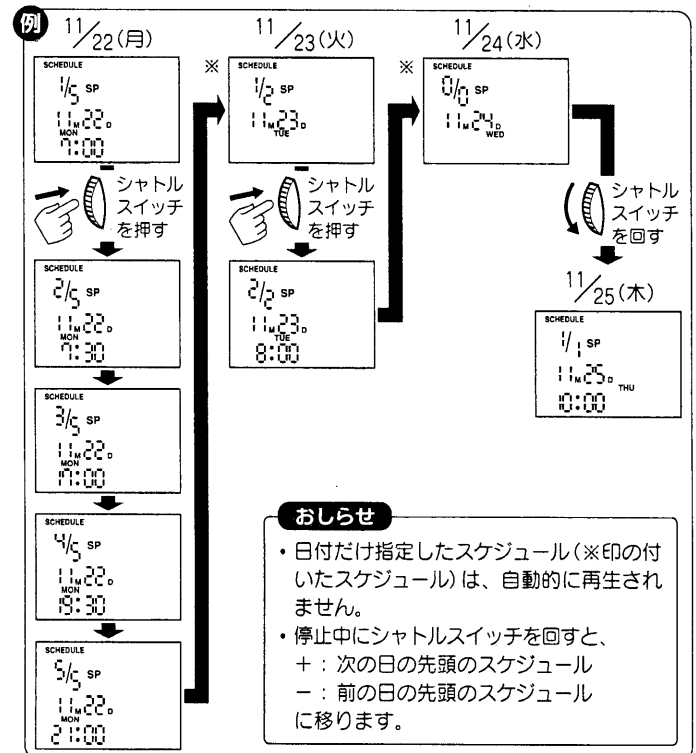 例
11/22(月)
SCHEDULE
1/5 SP
11M22D
MON
7:00
シャトル
スイッチ
を押す
SCHEDULE
2/5 SP
11M22D
MON
7:30
SCHEDULE
3/5 SP
11M22D
MON
17:00
SCHEDULE
4/5 SP
11M22D
MON
19:30
SCHEDULE
5/5 SP
11M22D
MON
21:00
11/23(火)
※
SCHEDULE
1/2 SP
11M23D
TUE
シャトル
スイッチ
を押す
SCHEDULE
2/2 SP
11M23D
TUE
8:00
11/24(水)
※
SCHEDULE
0/0 SP
11M24D
WED
シャトル
スイッチ
を回す
11/25(木)
SCHEDULE
1/1 SP
11M25D
THU
10:00
おしらせ
・日付だけ指定したスケジュール(※印の付
いたスケジュール)は、自動的に再生され
ません。
・停止中にシャトルスイッチを回すと、
＋：次の日の先頭のスケジュール
－：前の日の先頭のスケジュール
に移ります。